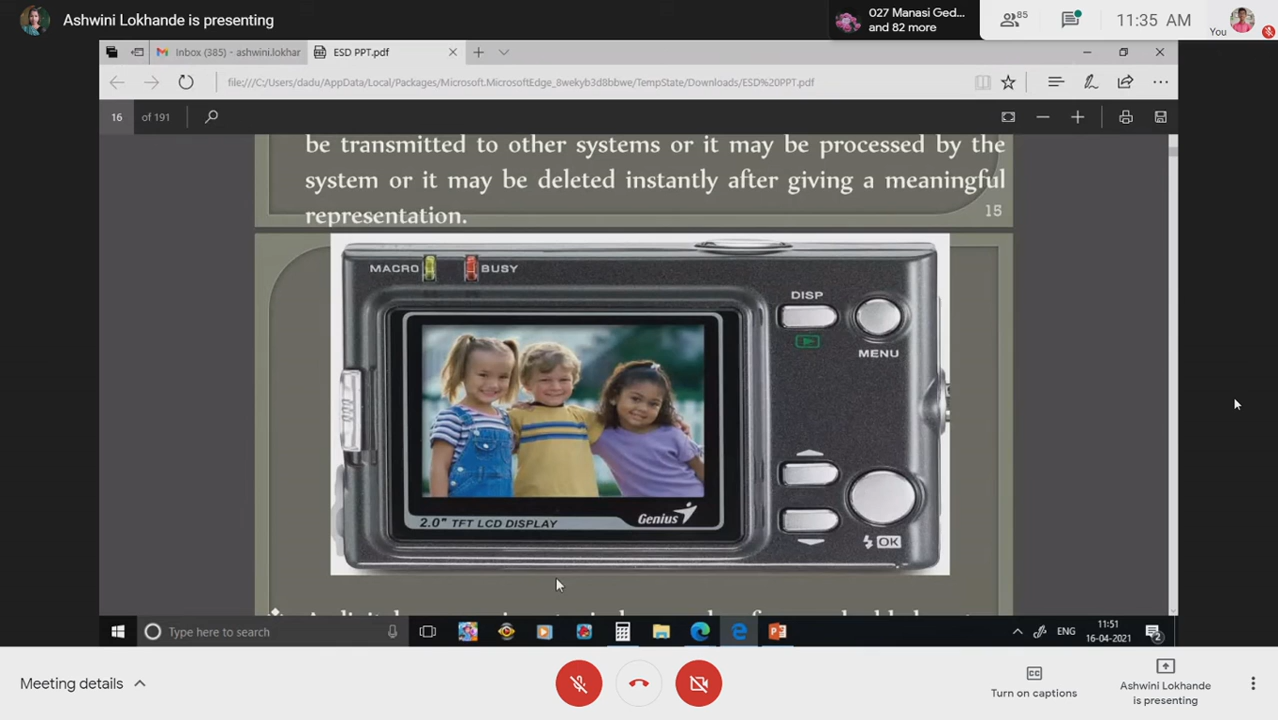 Ashwini Lokhande is presenting
027 Manasi Ged...
and 82 more
85
11:35 AM
You
Inbox (385) - ashwini.lokhar
ESD PPT.pdf
file:///C:/Users/dadu/AppData/Local/Packages/Microsoft.MicrosoftEdge_8wekyb3d8bbwe/TempState/Downloads/ESD%20PPT.pdf
16 of 191
be transmitted to other systems or it may be processed by the
system or it may be deleted instantly after giving a meaningful
representation.
15
MACRO
BUSY
DISP
MENU
2.0" TFT LCD DISPLAY
Genius
OK
Type here to search
ENG
11:51
16-04-2021
2
Meeting details
Turn on captions
Ashwini Lokhande
is presenting